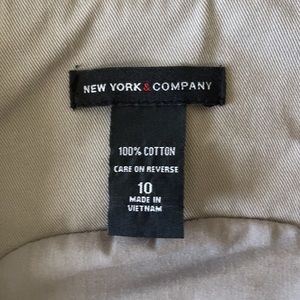 NEW YORK&COMPANY
100% COTTON
CARE ON REVERSE
10
MADE IN
VIETNAM